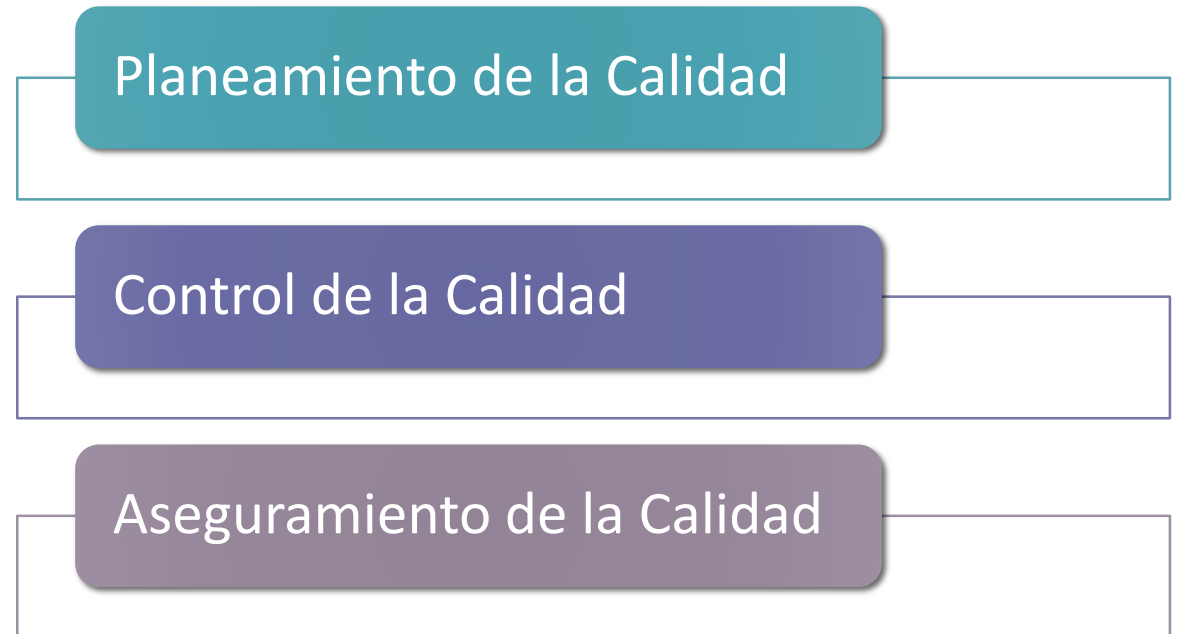 Planeamiento de la Calidad
Control de la Calidad
Aseguramiento de la Calidad